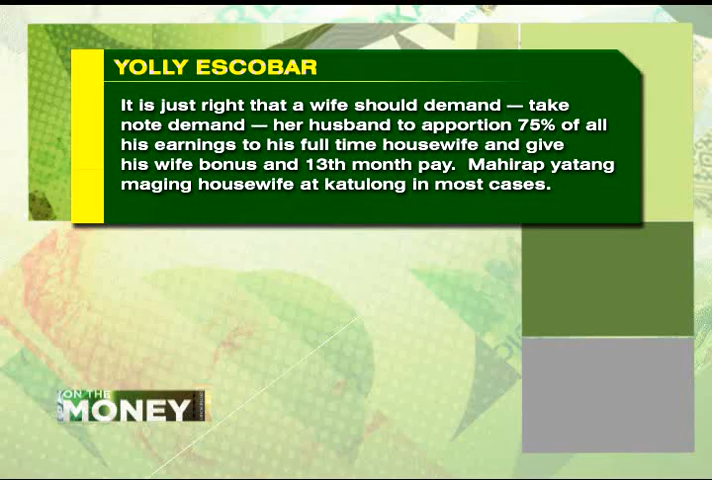 YOLLY ESCOBAR
It is just right that a wife should demand — take
note demand — her husband to apportion 75% of all
his earnings to his full time housewife and give
his wife bonus and 13th month pay.  Mahirap yatang
maging housewife at katulong in most cases.
ON THE
MONEY